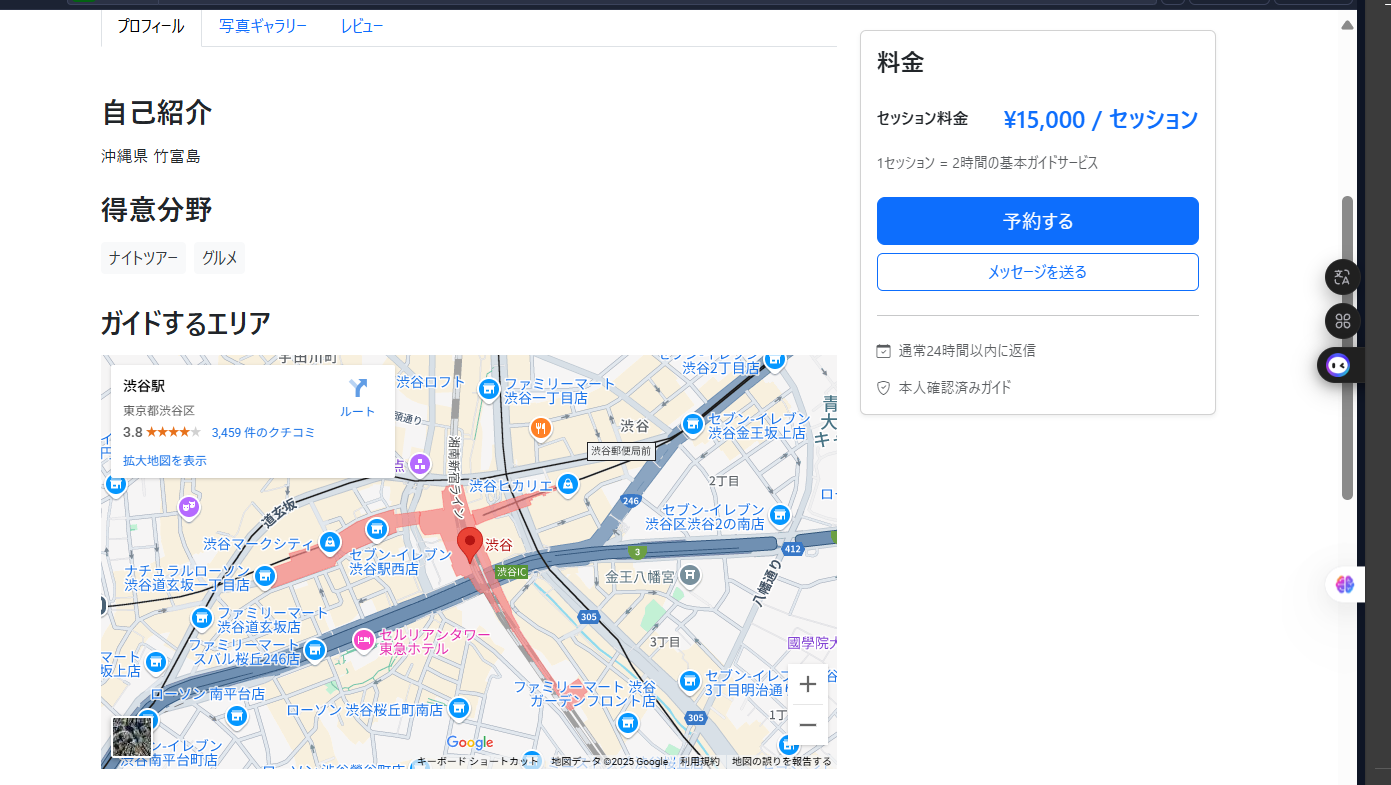 プロフィール
写真ギャラリー
レビュー
自己紹介
沖縄県 竹富島
得意分野
ナイトツアー
グルメ
ガイドするエリア
渋谷駅
東京都渋谷区
3.8
3,459 件のクチコミ
拡大地図を表示
ルート
宇田川町
渋谷ロフト
ファミリーマート
渋谷一丁目店
渋谷2丁目店
渋谷
セブン-イレブン
渋谷金王坂上店
渋谷郵便局前
湘南新宿ライン
2丁目
渋谷ヒカリエ
246
道玄坂
セブン-イレブン
渋谷区渋谷2の南店
渋谷マークシティ
セブン-イレブン
渋谷駅西店
渋谷
3
412
ナチュラルローソン
渋谷道玄坂一丁目店
渋谷IC
金王八幡宮
八幡通り
ファミリーマート
渋谷道玄坂店
305
セルリアンタワー
東急ホテル
ファミリーマート
スバル桜丘246店
3丁目
國學院大
マート
坂上店
ローソン 南平台店
ファミリーマート 渋谷
ガーデンフロント店
セブン-イレブン
3丁目明治通り
ローソン 渋谷桜丘町南店
305
-イレブン
渋谷南平台町店
Google
キーボード ショートカット
地図データ ©2025 Google
利用規約
地図の誤りを報告する
料金
セッション料金
¥15,000 / セッション
1セッション = 2時間の基本ガイドサービス
予約する
メッセージを送る
通常24時間以内に返信
本人確認済みガイド